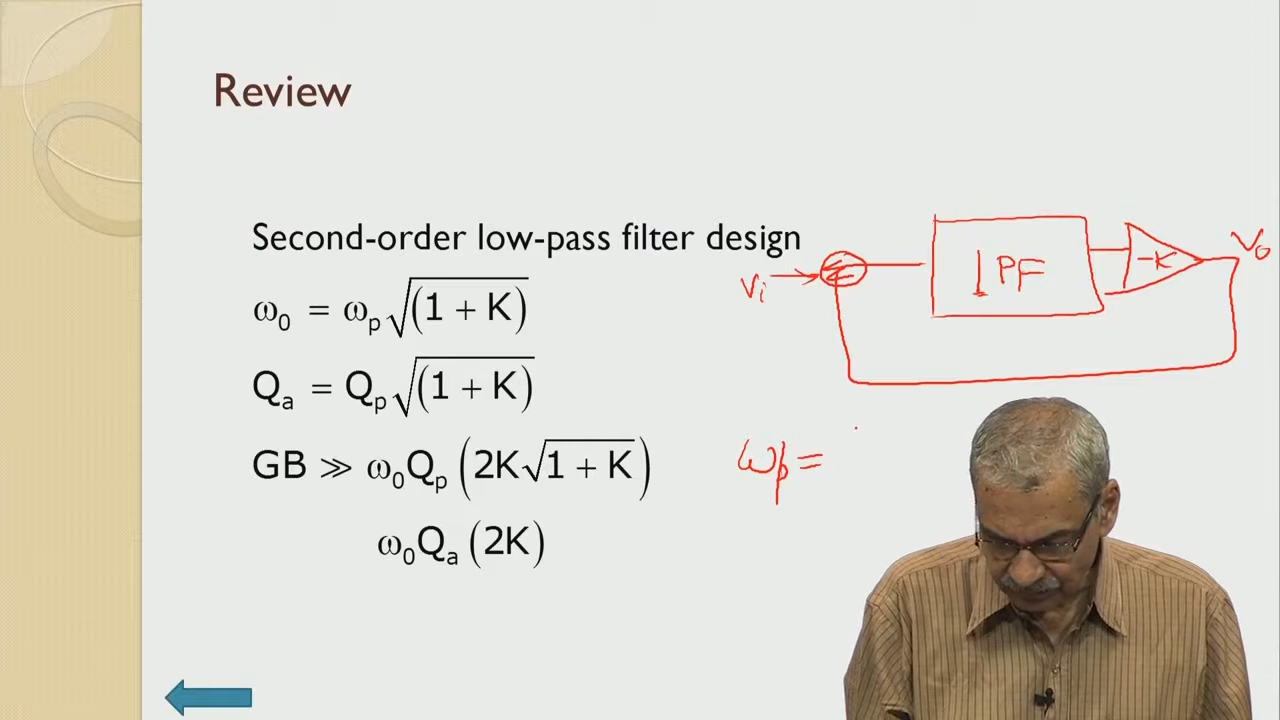 Review
Second-order low-pass filter design
ω₀ = ωₚ√(1 + K)
Qₐ = Qₚ√(1 + K)
GB ≫ ω₀Qₚ(2K√1 + K)
ω₀Qₐ(2K)
Vi
Σ
LPF
-K
Vo
ωp =